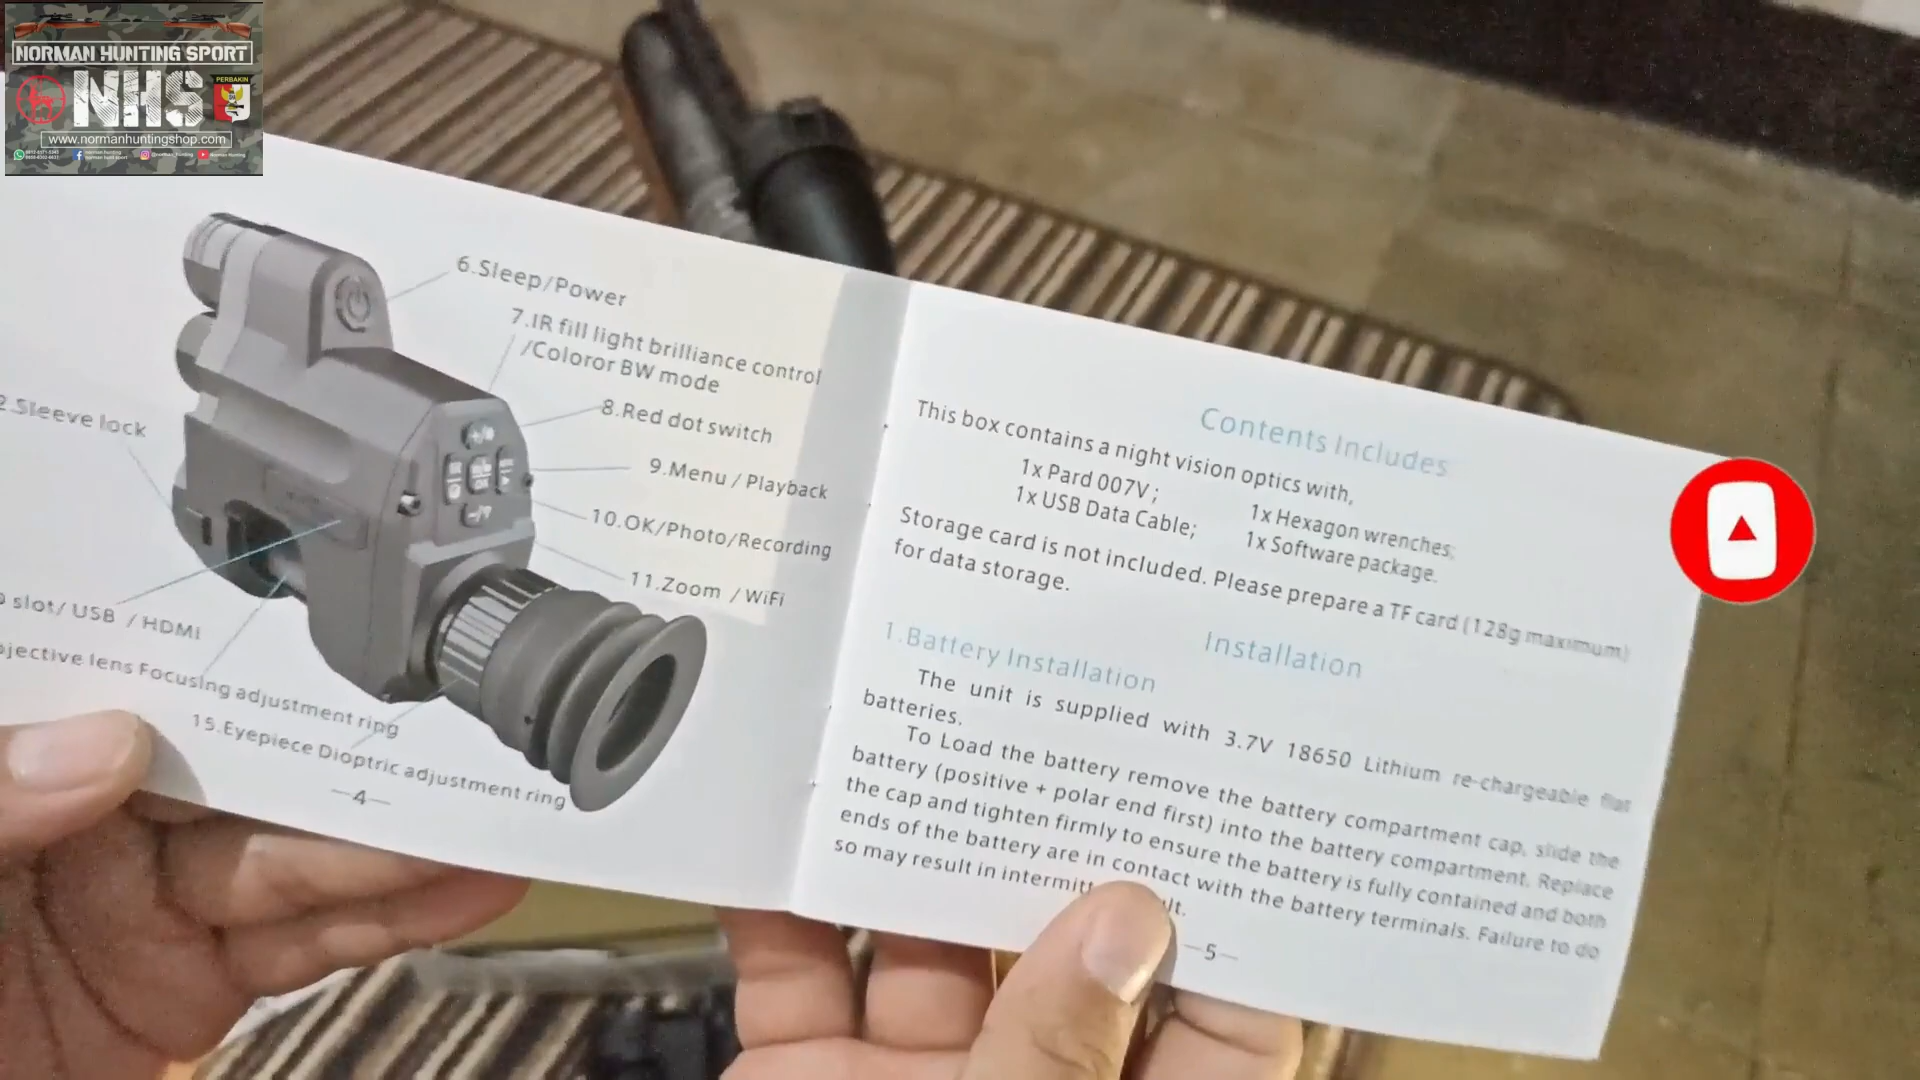 NORMAN HUNTING SPORT
NHS
PERBAKIN
www.normanhuntingshop.com
6.Sleep/Power
7.IR fill light brilliance control
/Coloror BW mode
8.Red dot switch
9.Menu / Playback
10.OK/Photo/Recording
11.Zoom / WiFi
2.Sleeve lock
slot/ USB / HDMI
jective lens Focusing adjustment ring
15.Eyepiece Dioptric adjustment ring
—4—
Contents Includes
This box contains a night vision optics with,
1x Pard 007V ;
1x Hexagon wrenches;
1x USB Data Cable;
1x Software package.
Storage card is not included. Please prepare a TF card (128g maximum)
for data storage.
Installation
1.Battery Installation
The unit is supplied with 3.7V 18650 Lithium re-chargeable flat
batteries.
To Load the battery remove the battery compartment cap, slide the
battery (positive + polar end first) into the battery compartment. Replace
the cap and tighten firmly to ensure the battery is fully contained and both
ends of the battery are in contact with the battery terminals. Failure to do
so may result in intermitt lt.
—5—